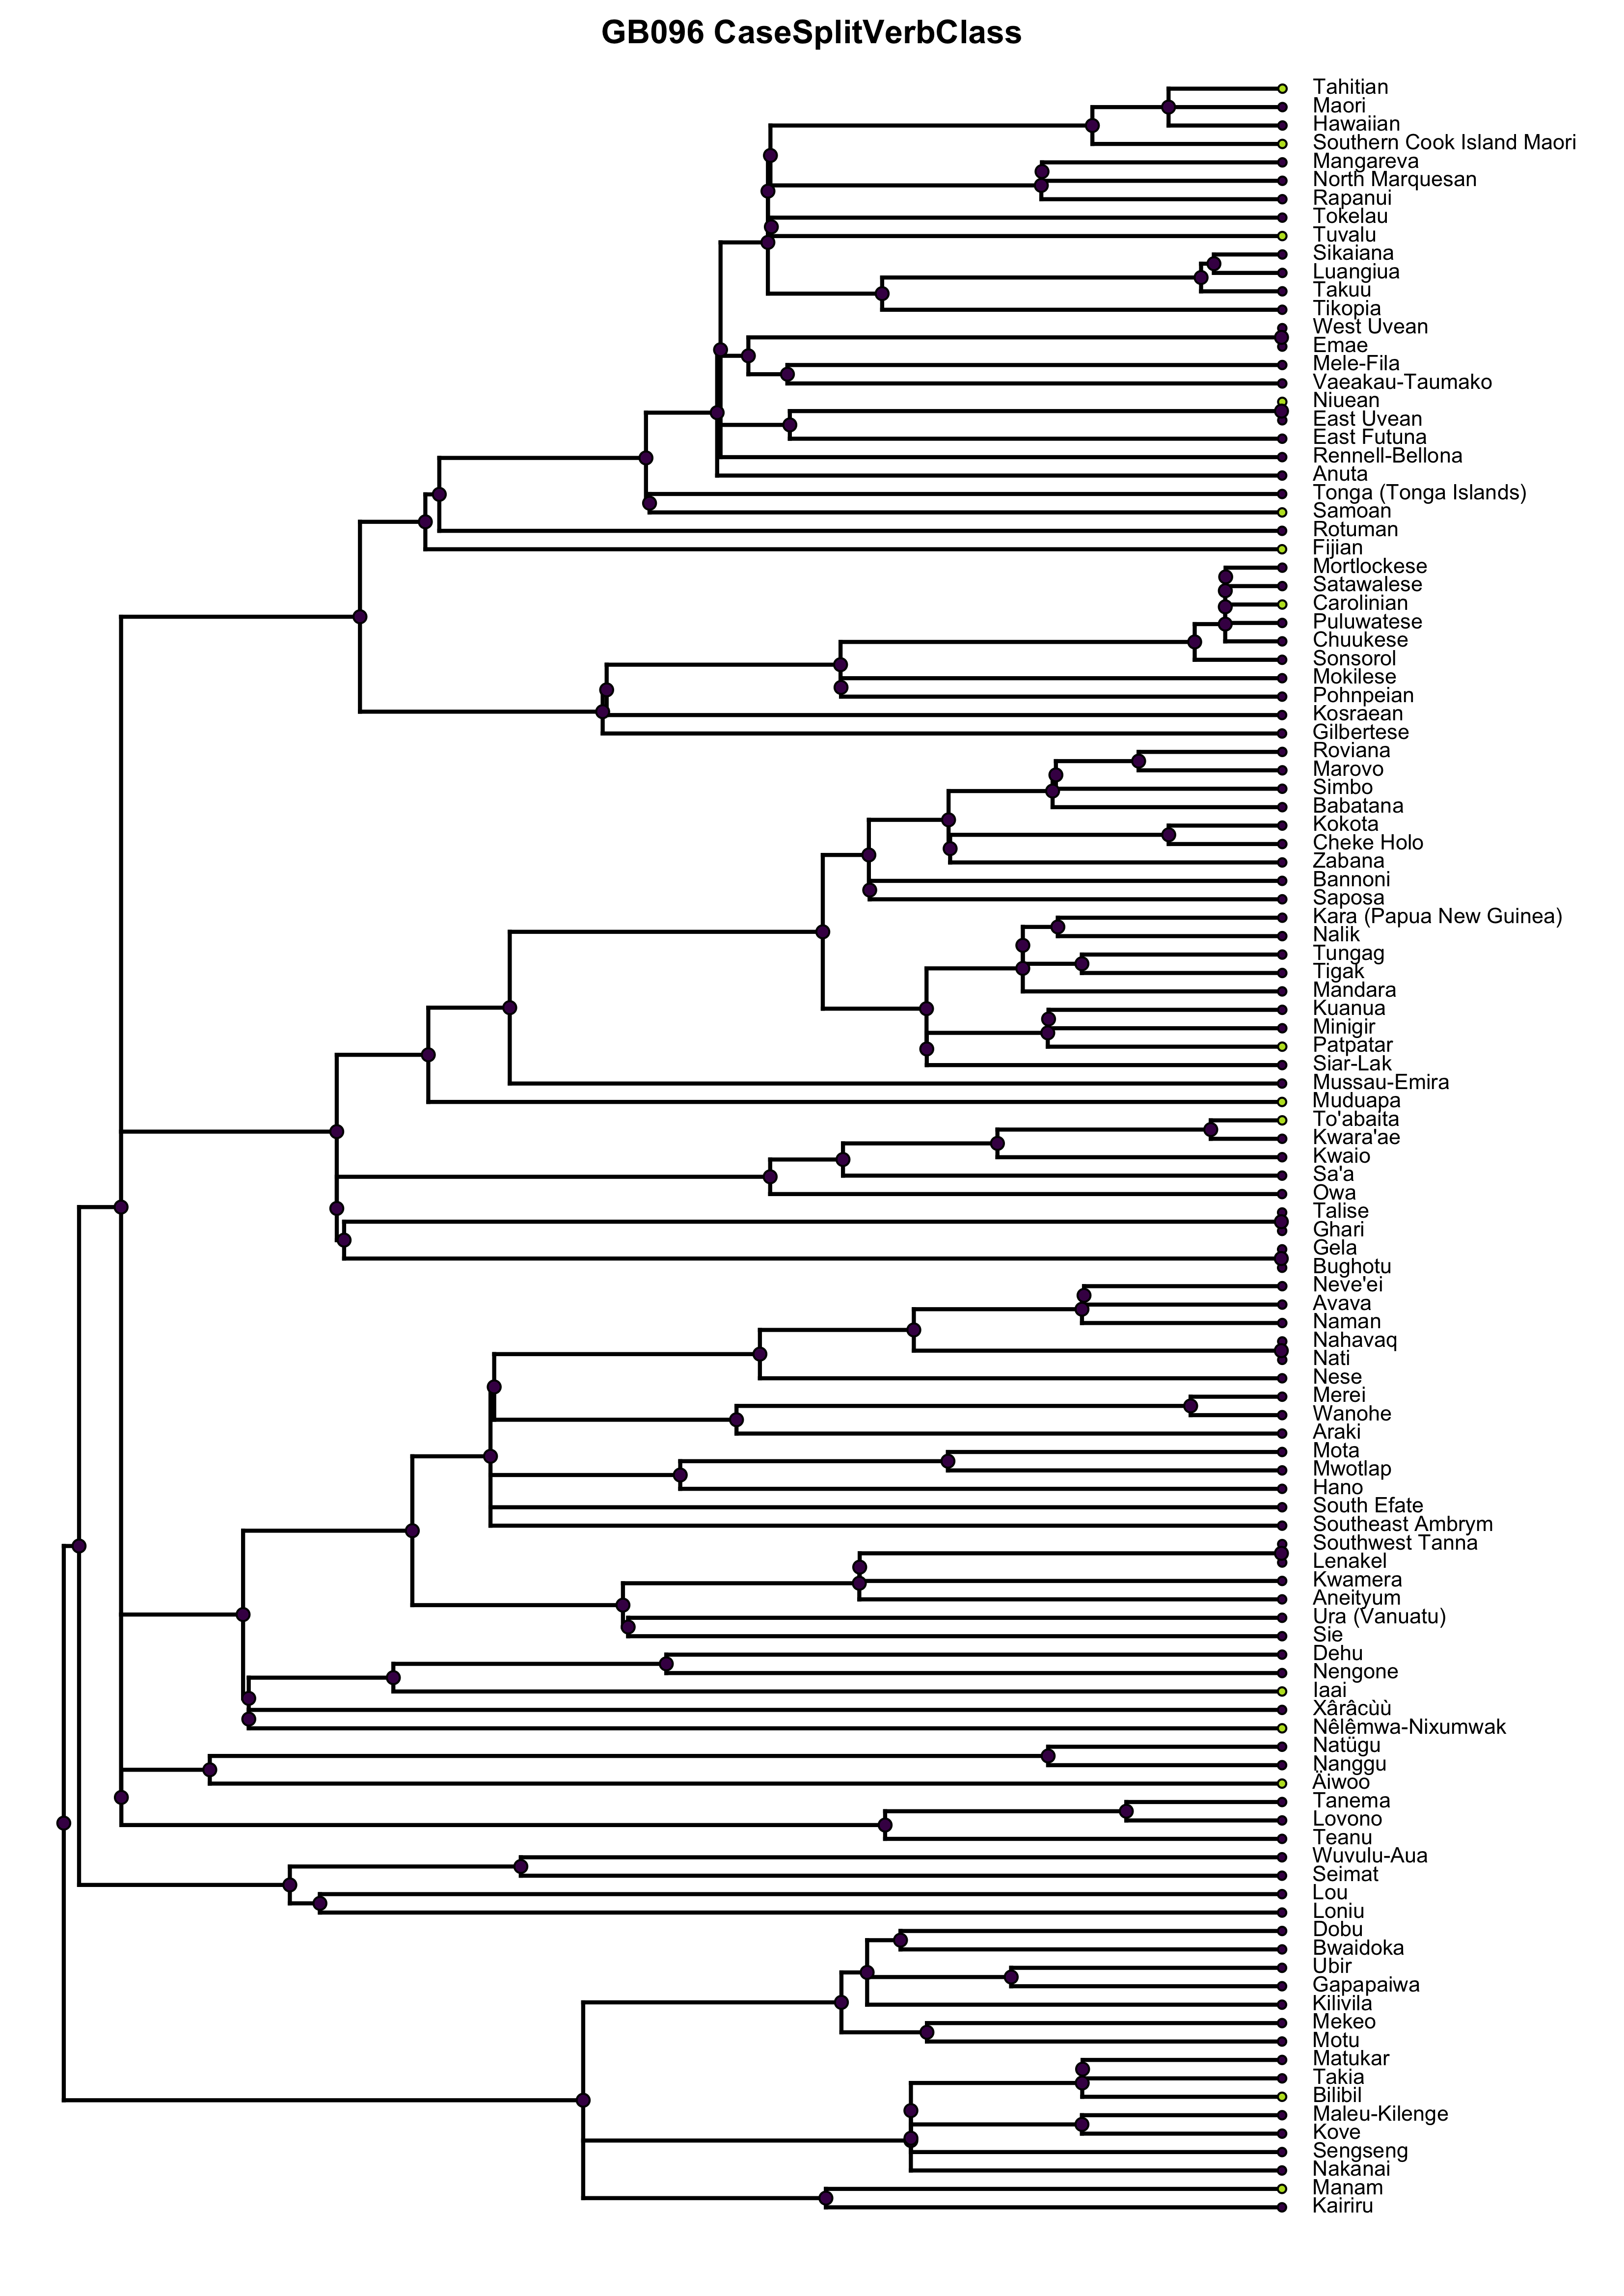 GB096 CaseSplitVerbClass
Tahitian
Maori
Hawaiian
Southern Cook Island Maori
Mangareva
North Marquesan
Rapanui
Tokelau
Tuvalu
Sikaiana
Luangiua
Takuu
Tikopia
West Uvean
Emae
Mele-Fila
Vaeakau-Taumako
Niuean
East Uvean
East Futuna
Rennell-Bellona
Anuta
Tonga (Tonga Islands)
Samoan
Rotuman
Fijian
Mortlockese
Satawalese
Carolinian
Puluwatese
Chuukese
Sonsorol
Mokilese
Pohnpeian
Kosraean
Gilbertese
Roviana
Marovo
Simbo
Babatana
Kokota
Cheke Holo
Zabana
Bannoni
Saposa
Kara (Papua New Guinea)
Nalik
Tungag
Tigak
Mandara
Kuanua
Minigir
Patpatar
Siar-Lak
Mussau-Emira
Muduapa
To'abaita
Kwara'ae
Kwaio
Sa'a
Owa
Talise
Ghari
Gela
Bughotu
Neve'ei
Avava
Naman
Nahavaq
Nati
Nese
Merei
Wanohe
Araki
Mota
Mwotlap
Hano
South Efate
Southeast Ambrym
Southwest Tanna
Lenakel
Kwamera
Aneityum
Ura (Vanuatu)
Sie
Dehu
Nengone
Iaai
Xârâcùù
Nêlêmwa-Nixumwak
Natügu
Nanggu
Äiwoo
Tanema
Lovono
Teanu
Wuvulu-Aua
Seimat
Lou
Loniu
Dobu
Bwaidoka
Ubir
Gapapaiwa
Kilivila
Mekeo
Motu
Matukar
Takia
Bilibil
Maleu-Kilenge
Kove
Sengseng
Nakanai
Manam
Kairiru